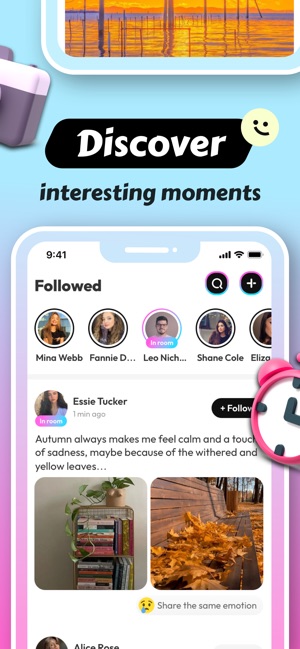 Discover
interesting moments
9:41
Followed
In room
Mina Webb
Fannie D...
Leo Nich...
Shane Cole
Eliza
Essie Tucker
1 min ago
In room
+ Follow
Autumn always makes me feel calm and a touch
of sadness, maybe because of the withered and
yellow leaves...
Share the same emotion
Alice Rose